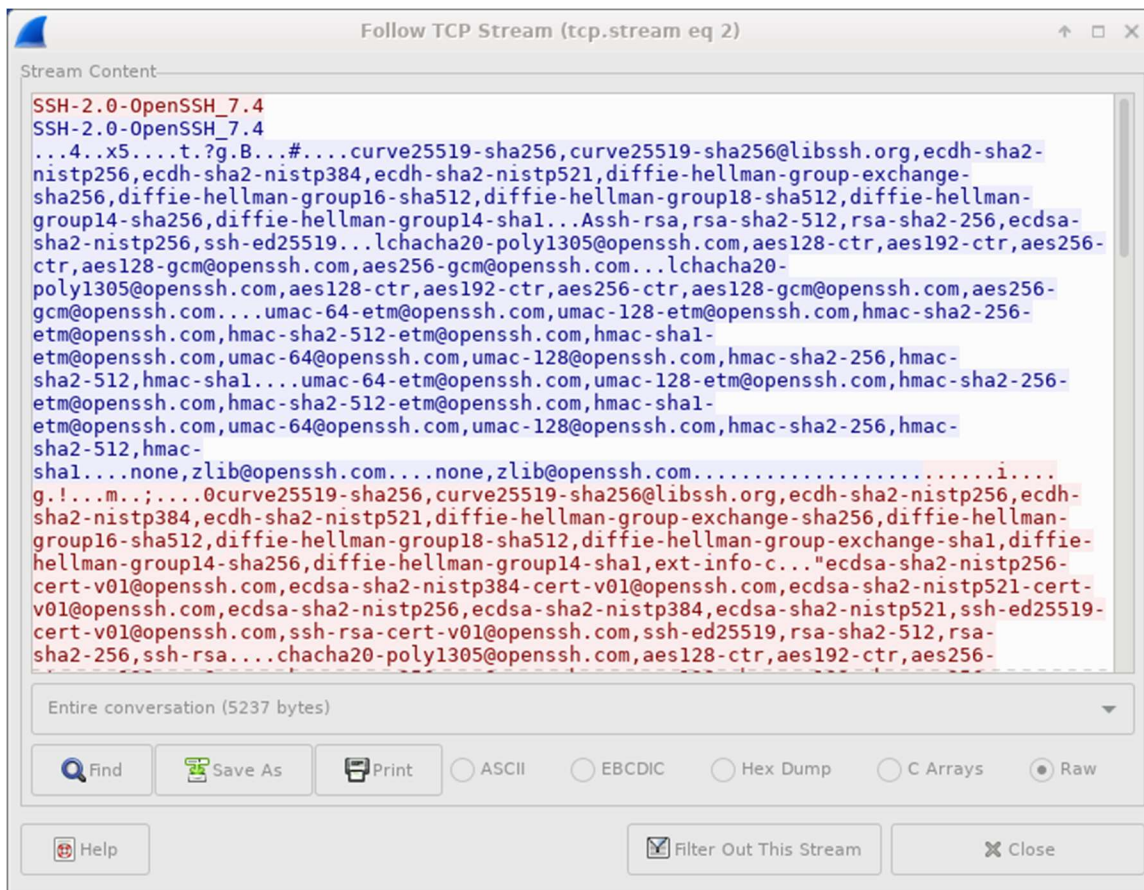 Follow TCP Stream (tcp.stream eq 2)
Stream Content
SSH-2.0-OpenSSH_7.4
SSH-2.0-OpenSSH_7.4
...4..x5....t.?g.B...#....curve25519-sha256,curve25519-sha256@libssh.org,ecdh-sha2-
nistp256,ecdh-sha2-nistp384,ecdh-sha2-nistp521,diffie-hellman-group-exchange-
sha256,diffie-hellman-group16-sha512,diffie-hellman-group18-sha512,diffie-hellman-
group14-sha256,diffie-hellman-group14-sha1...Assh-rsa,rsa-sha2-512,rsa-sha2-256,ecdsa-
sha2-nistp256,ssh-ed25519...lchacha20-poly1305@openssh.com,aes128-ctr,aes192-ctr,aes256-
ctr,aes128-gcm@openssh.com,aes256-gcm@openssh.com...lchacha20-
poly1305@openssh.com,aes128-ctr,aes192-ctr,aes256-ctr,aes128-gcm@openssh.com,aes256-
gcm@openssh.com....umac-64-etm@openssh.com,umac-128-etm@openssh.com,hmac-sha2-256-
etm@openssh.com,hmac-sha2-512-etm@openssh.com,hmac-sha1-
etm@openssh.com,umac-64@openssh.com,umac-128@openssh.com,hmac-sha2-256,hmac-
sha2-512,hmac-sha1....umac-64-etm@openssh.com,umac-128-etm@openssh.com,hmac-sha2-256-
etm@openssh.com,hmac-sha2-512-etm@openssh.com,hmac-sha1-
etm@openssh.com,umac-64@openssh.com,umac-128@openssh.com,hmac-sha2-256,hmac-
sha2-512,hmac-
sha1....none,zlib@openssh.com....none,zlib@openssh.com..........................i....
g.!...m..;....0curve25519-sha256,curve25519-sha256@libssh.org,ecdh-sha2-nistp256,ecdh-
sha2-nistp384,ecdh-sha2-nistp521,diffie-hellman-group-exchange-sha256,diffie-hellman-
group16-sha512,diffie-hellman-group18-sha512,diffie-hellman-group-exchange-sha1,diffie-
hellman-group14-sha256,diffie-hellman-group14-sha1,ext-info-c..."ecdsa-sha2-nistp256-
cert-v01@openssh.com,ecdsa-sha2-nistp384-cert-v01@openssh.com,ecdsa-sha2-nistp521-cert-
v01@openssh.com,ecdsa-sha2-nistp256,ecdsa-sha2-nistp384,ecdsa-sha2-nistp521,ssh-ed25519-
cert-v01@openssh.com,ssh-rsa-cert-v01@openssh.com,ssh-ed25519,rsa-sha2-512,rsa-
sha2-256,ssh-rsa....chacha20-poly1305@openssh.com,aes128-ctr,aes192-ctr,aes256-
Entire conversation (5237 bytes)
Find Save As Print ASCII EBCDIC Hex Dump C Arrays Raw
Help Filter Out This Stream Close